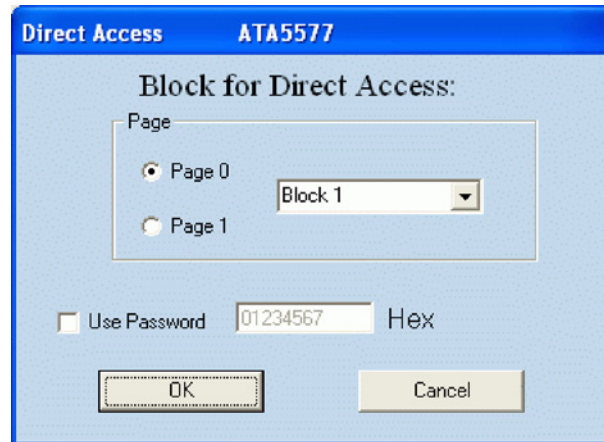 Direct Access ATA5577
Block for Direct Access:
Page
Page 0
Block 1
Page 1
Use Password 01234567 Hex
OK Cancel